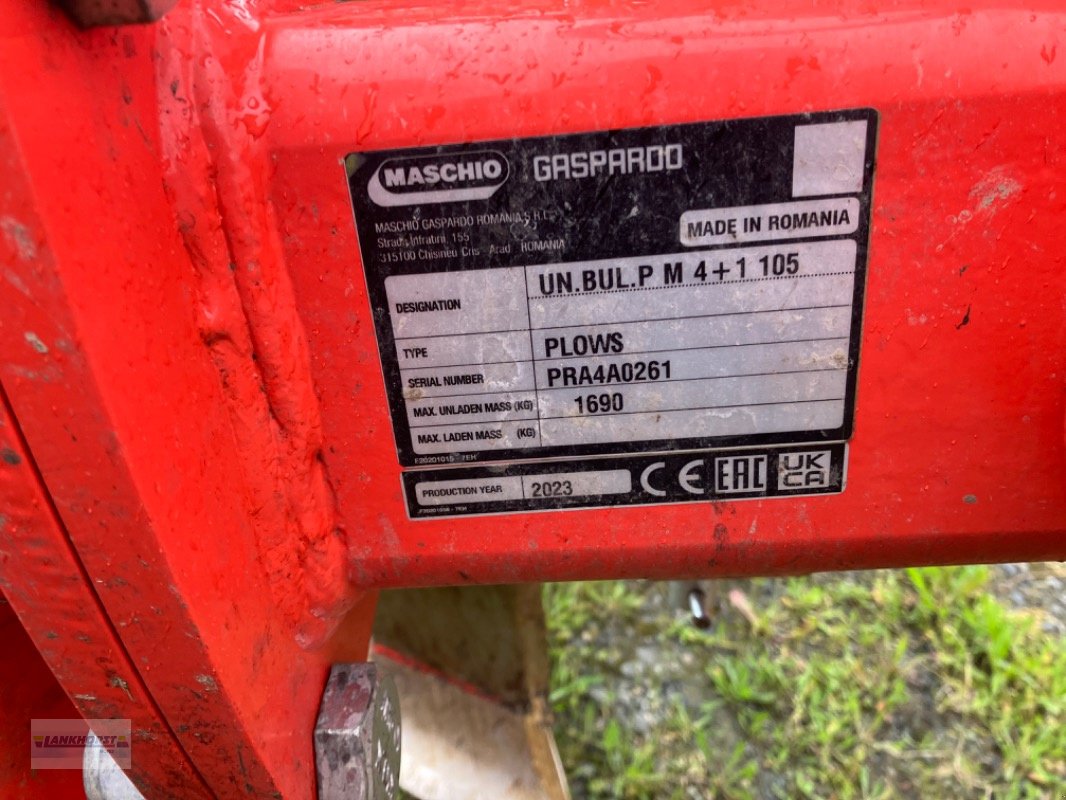 MASCHIO GASPARDO
MASCHIO GASPARDO ROMANIA S.R.L.
Strada Infratirii 155
315100 Chisineu Cris Arad ROMANIA
MADE IN ROMANIA
DESIGNATION UN.BUL.P M 4+1 105
TYPE PLOWS
SERIAL NUMBER PRA4A0261
MAX. UNLADEN MASS (KG) 1690
MAX. LADEN MASS (KG)
F20201015 - 7EH
PRODUCTION YEAR 2023 CE EAC UK CA
LANKHORST